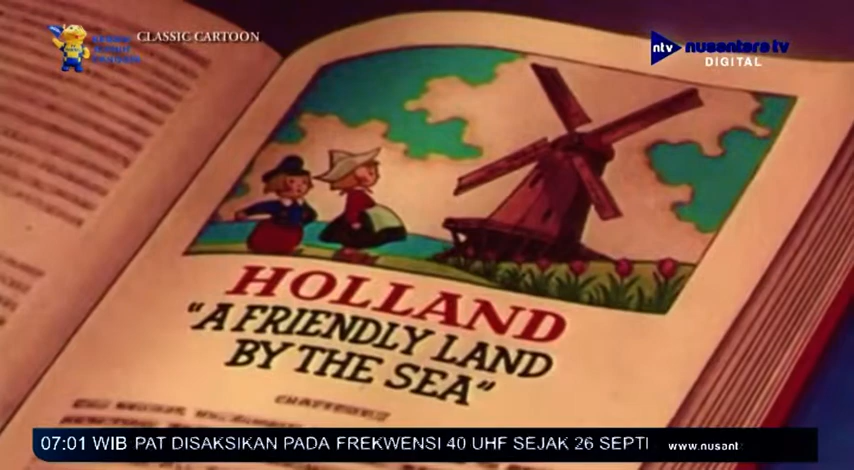 CLASSIC CARTOON
ntv nusantara tv
DIGITAL
HOLLAND
"A FRIENDLY LAND
BY THE SEA"
07:01 WIB PAT DISAKSIKAN PADA FREKWENSI 40 UHF SEJAK 26 SEPTI www.nusant